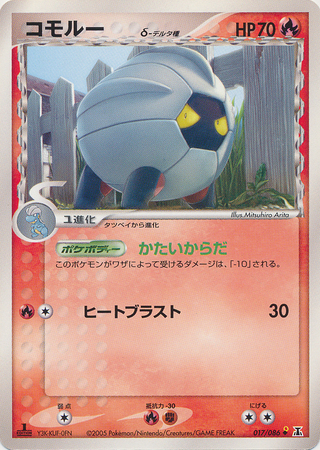 コモルー δ-デルタ種 HP70
Illus.Mitsuhiro Arita
1進化
タツベイから進化
ポケボディー かたいからだ
このポケモンがワザによって受けるダメージは、「-10」される。
ヒートブラスト 30
弱点 抵抗力-30 にげる
1 Y3K-KUF-0FN ©2005 Pokémon/Nintendo/Creatures/GAME FREAK 017/086